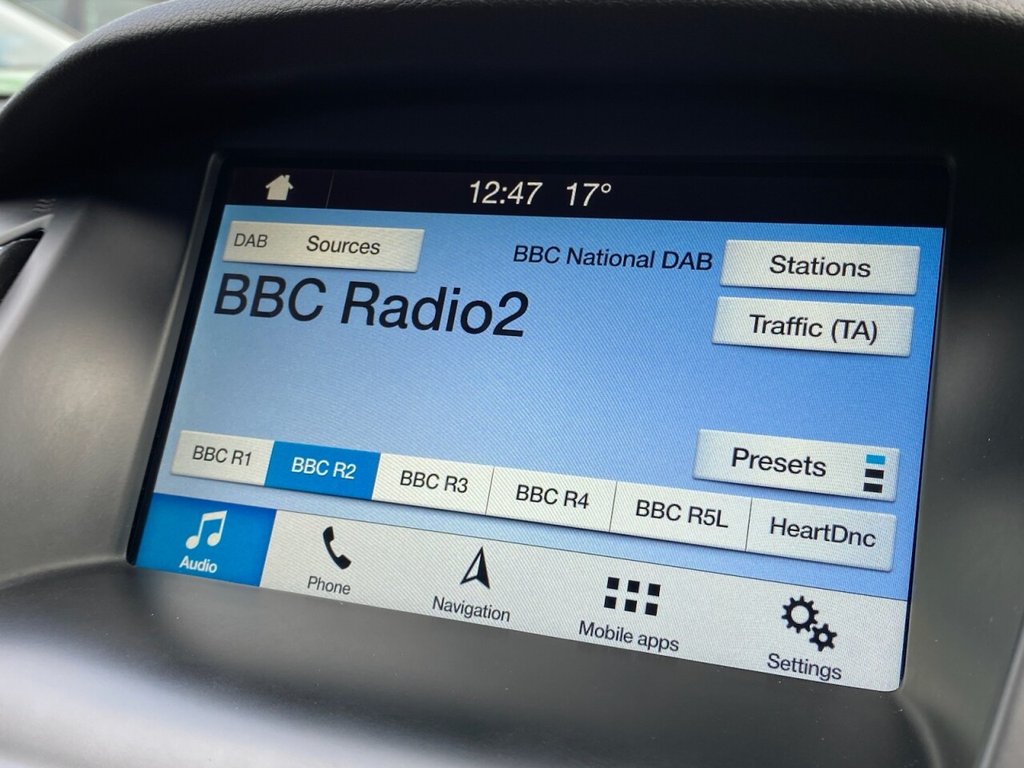 12:47 17°
DAB Sources
BBC National DAB
Stations
BBC Radio2
Traffic (TA)
Presets
BBC R1 BBC R2 BBC R3 BBC R4 BBC R5L HeartDnc
Audio Phone Navigation Mobile apps Settings